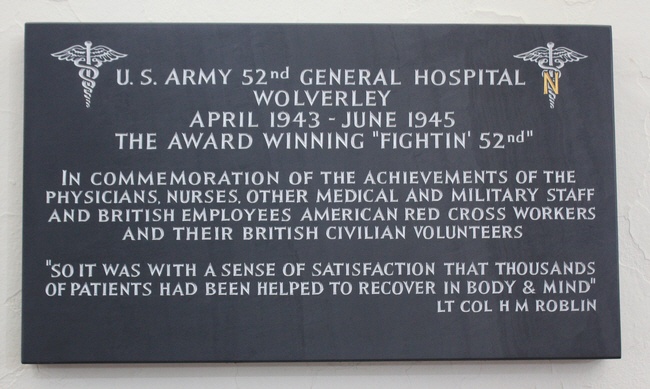 U. S. ARMY 52nd GENERAL HOSPITAL
N
WOLVERLEY
APRIL 1943 - JUNE 1945
THE AWARD WINNING "FIGHTIN' 52nd"
IN COMMEMORATION OF THE ACHIEVEMENTS OF THE
PHYSICIANS, NURSES, OTHER MEDICAL AND MILITARY STAFF
AND BRITISH EMPLOYEES AMERICAN RED CROSS WORKERS
AND THEIR BRITISH CIVILIAN VOLUNTEERS
"SO IT WAS WITH A SENSE OF SATISFACTION THAT THOUSANDS
OF PATIENTS HAD BEEN HELPED TO RECOVER IN BODY & MIND"
LT COL H M ROBLIN